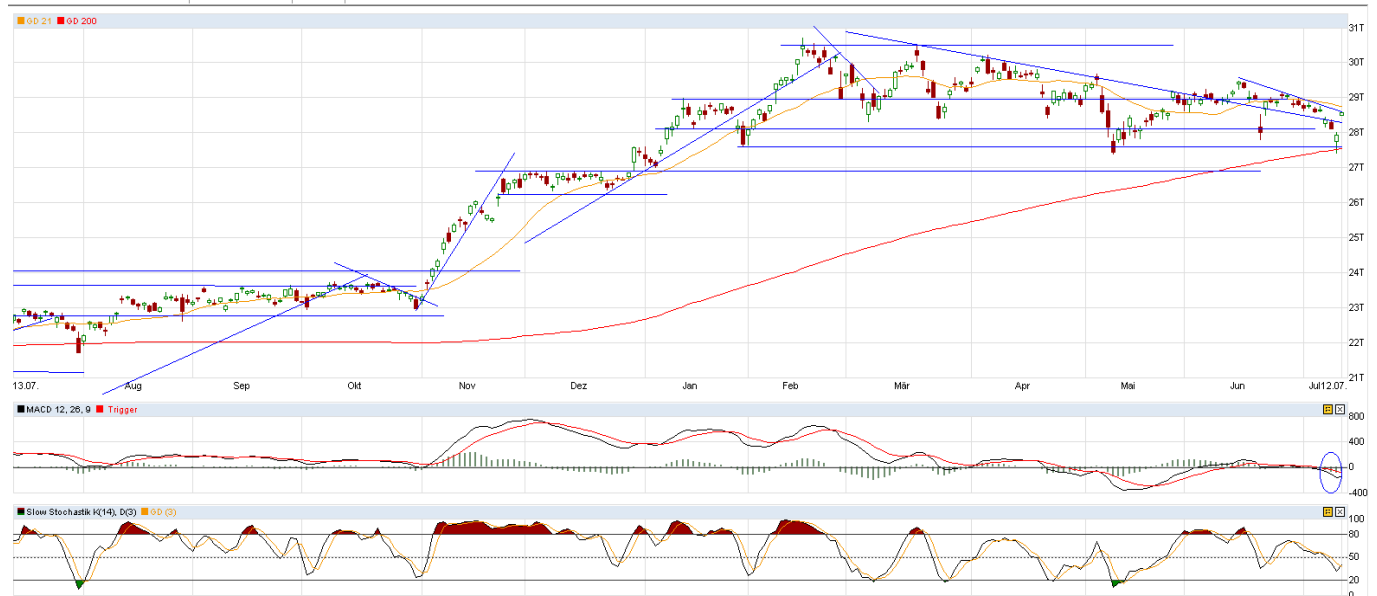 GD 21 GD 200
31T
30T
29T
28T
27T
26T
25T
24T
23T
22T
21T
13.07. Aug Sep Okt Nov Dez Jan Feb Mär Apr Mai Jun Jul12.07.
MACD 12, 26, 9 Trigger
800
400
0
-400
Slow Stochastik K(14), D(3) GD (3)
100
80
50
20
0